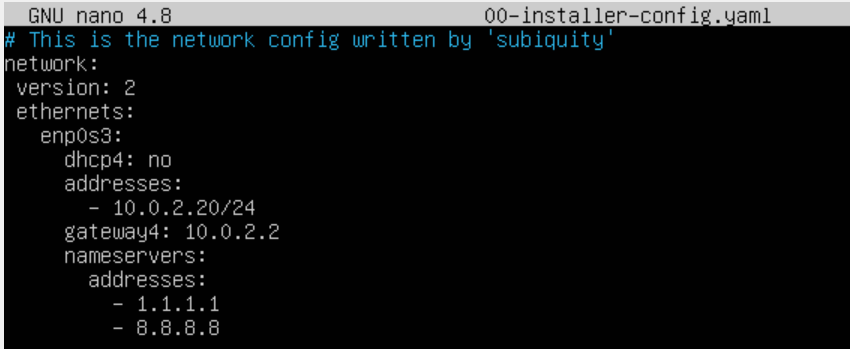 GNU nano 4.8 00-installer-config.yaml
# This is the network config written by 'subiquity'
network:
 version: 2
 ethernets:
   enp0s3:
     dhcp4: no
     addresses:
       - 10.0.2.20/24
     gateway4: 10.0.2.2
     nameservers:
       addresses:
         - 1.1.1.1
         - 8.8.8.8